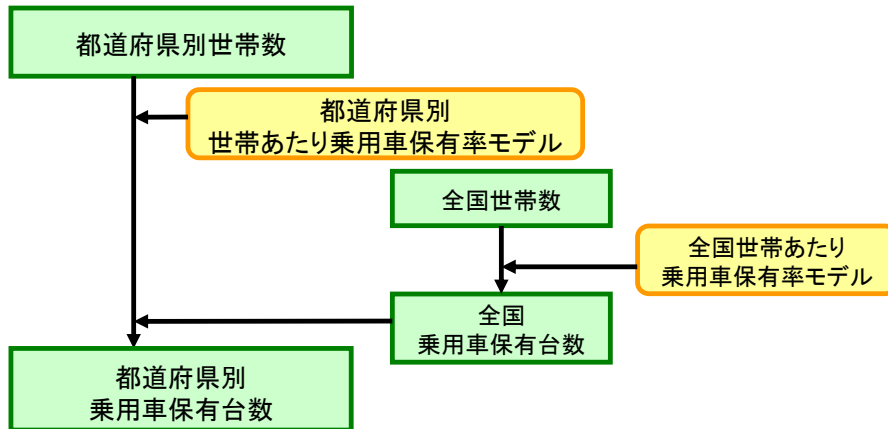 都道府県別世帯数
都道府県別
世帯あたり乗用車保有率モデル
全国世帯数
全国世帯あたり
乗用車保有率モデル
全国
乗用車保有台数
都道府県別
乗用車保有台数